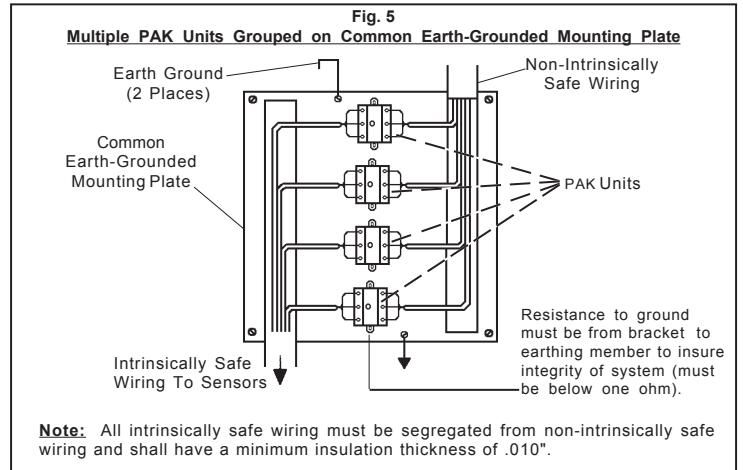 Fig. 5
Multiple PAK Units Grouped on Common Earth-Grounded Mounting Plate
Earth Ground
(2 Places)
Non-Intrinsically
Safe Wiring
Common
Earth-Grounded
Mounting Plate
PAK Units
Resistance to ground
must be from bracket to
earthing member to insure
integrity of system (must
be below one ohm).
Intrinsically Safe
Wiring To Sensors
Note: All intrinsically safe wiring must be segregated from non-intrinsically safe
wiring and shall have a minimum insulation thickness of .010".